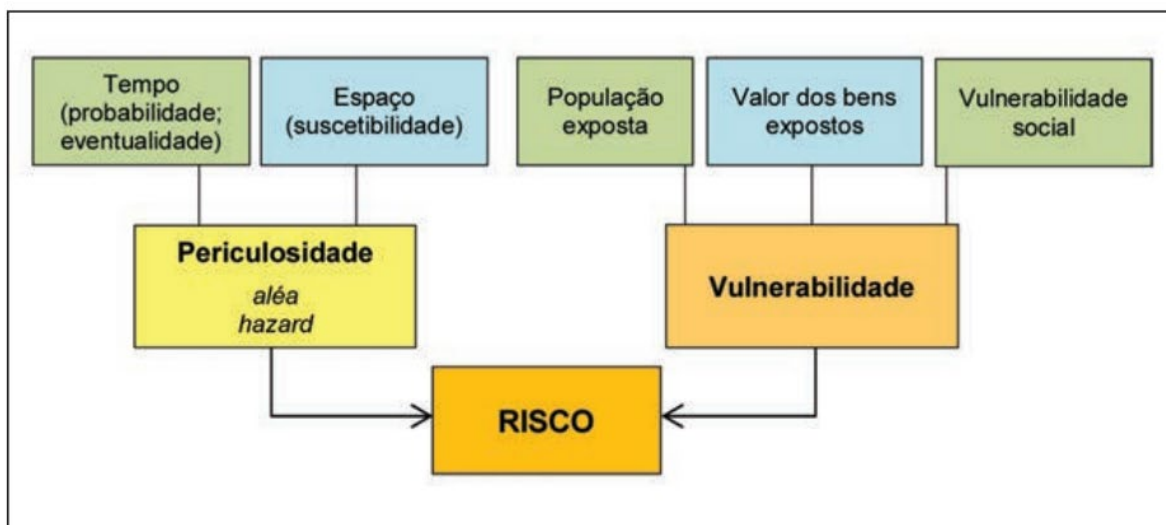 Tempo
(probabilidade;
eventualidade)
Espaço
(suscetibilidade)
População
exposta
Valor dos bens
expostos
Vulnerabilidade
social
Periculosidade
aléa
hazard
Vulnerabilidade
RISCO